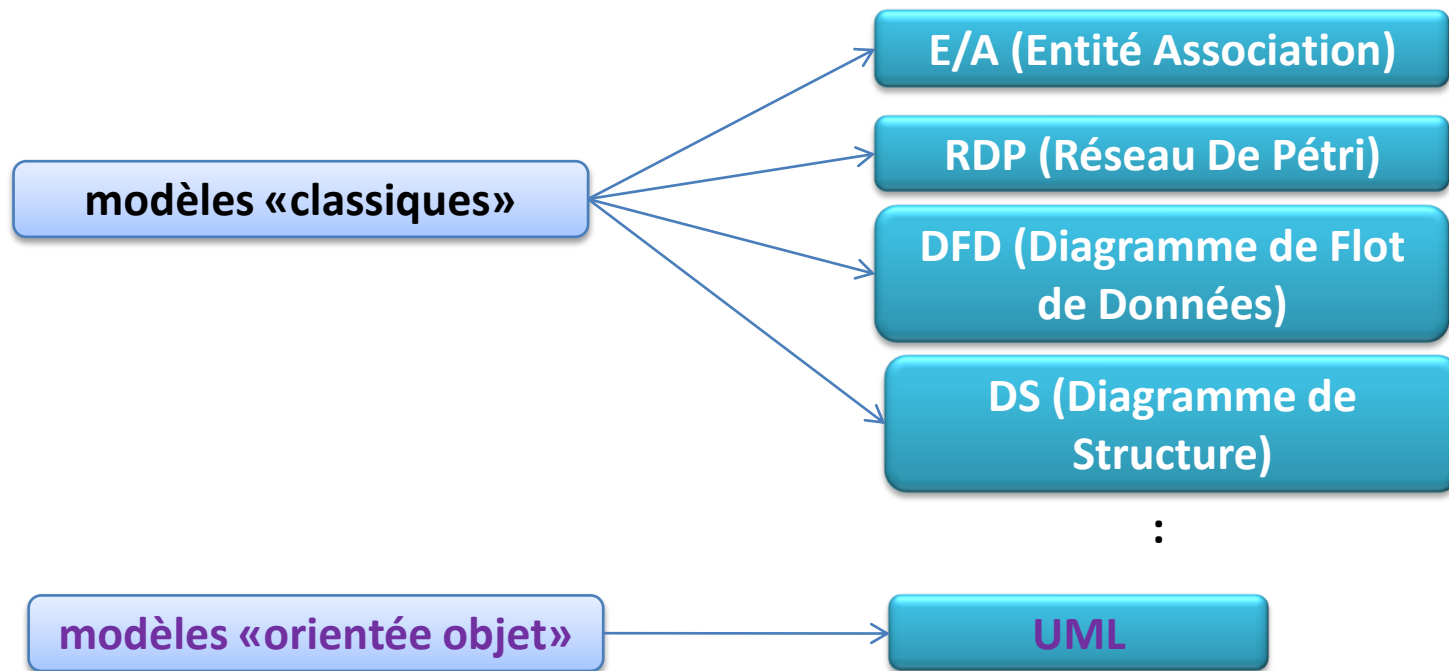 E/A (Entité Association)
RDP (Réseau De Pétri)
modèles «classiques»
DFD (Diagramme de Flot
de Données)
DS (Diagramme de
Structure)
:
modèles «orientée objet»
UML